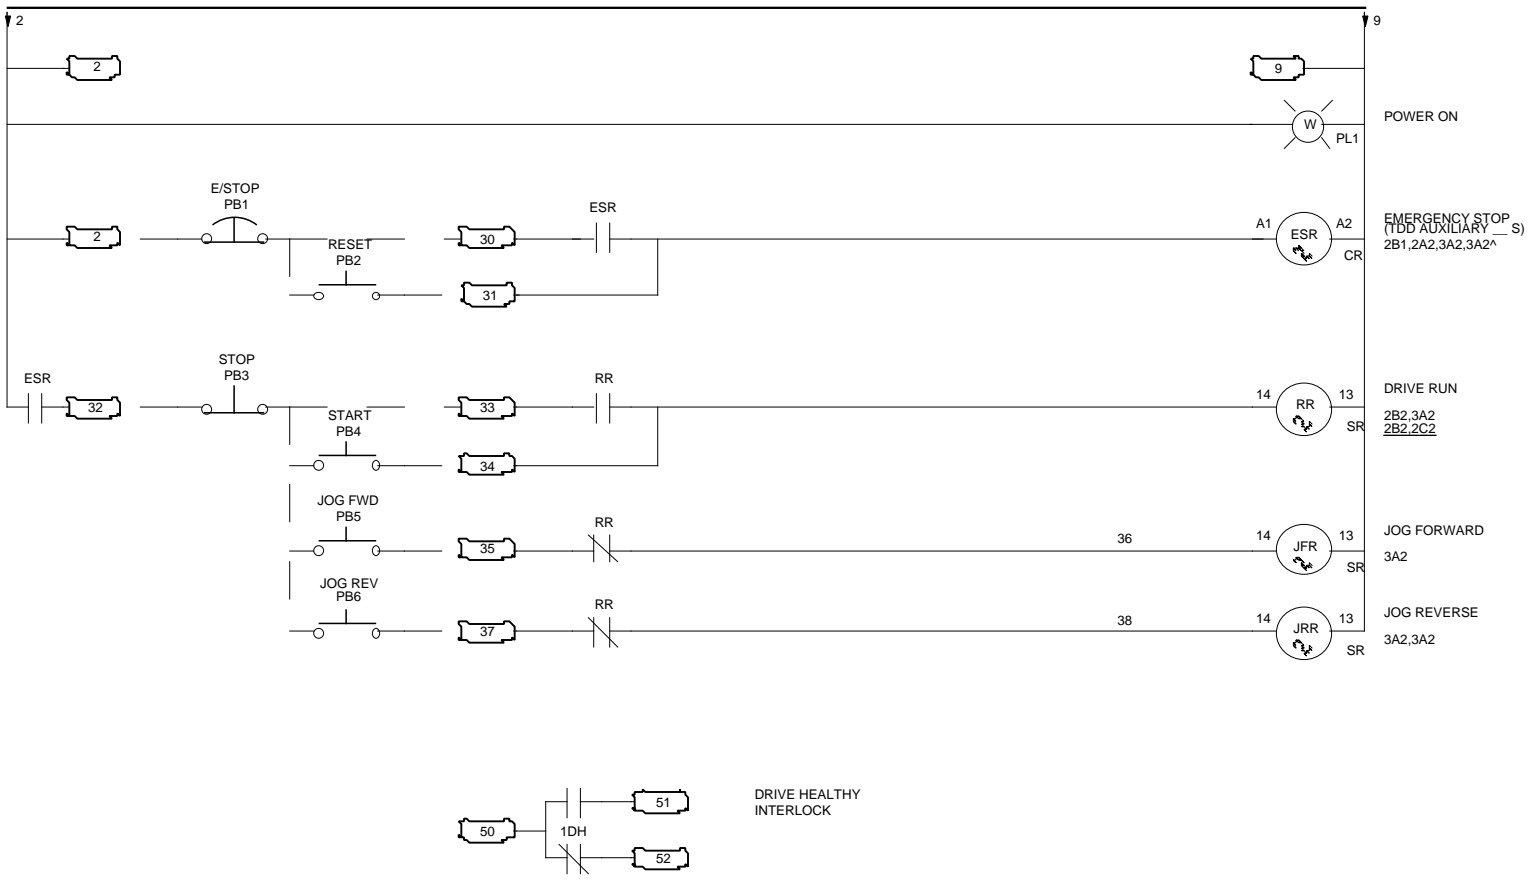 2
9
2
9
W
PL1
POWER ON
E/STOP
PB1
2
RESET
PB2
30
ESR
A1
ESR
A2
CR
EMERGENCY STOP
(TDD AUXILIARY __ S)
2B1,2A2,3A2,3A2^
31
ESR
32
STOP
PB3
START
PB4
33
RR
14
RR
13
SR
DRIVE RUN
2B2,3A2
2B2,2C2
34
JOG FWD
PB5
35
RR
36
14
JFR
13
SR
JOG FORWARD
3A2
JOG REV
PB6
37
RR
38
14
JRR
13
SR
JOG REVERSE
3A2,3A2
50
1DH
51
52
DRIVE HEALTHY
INTERLOCK